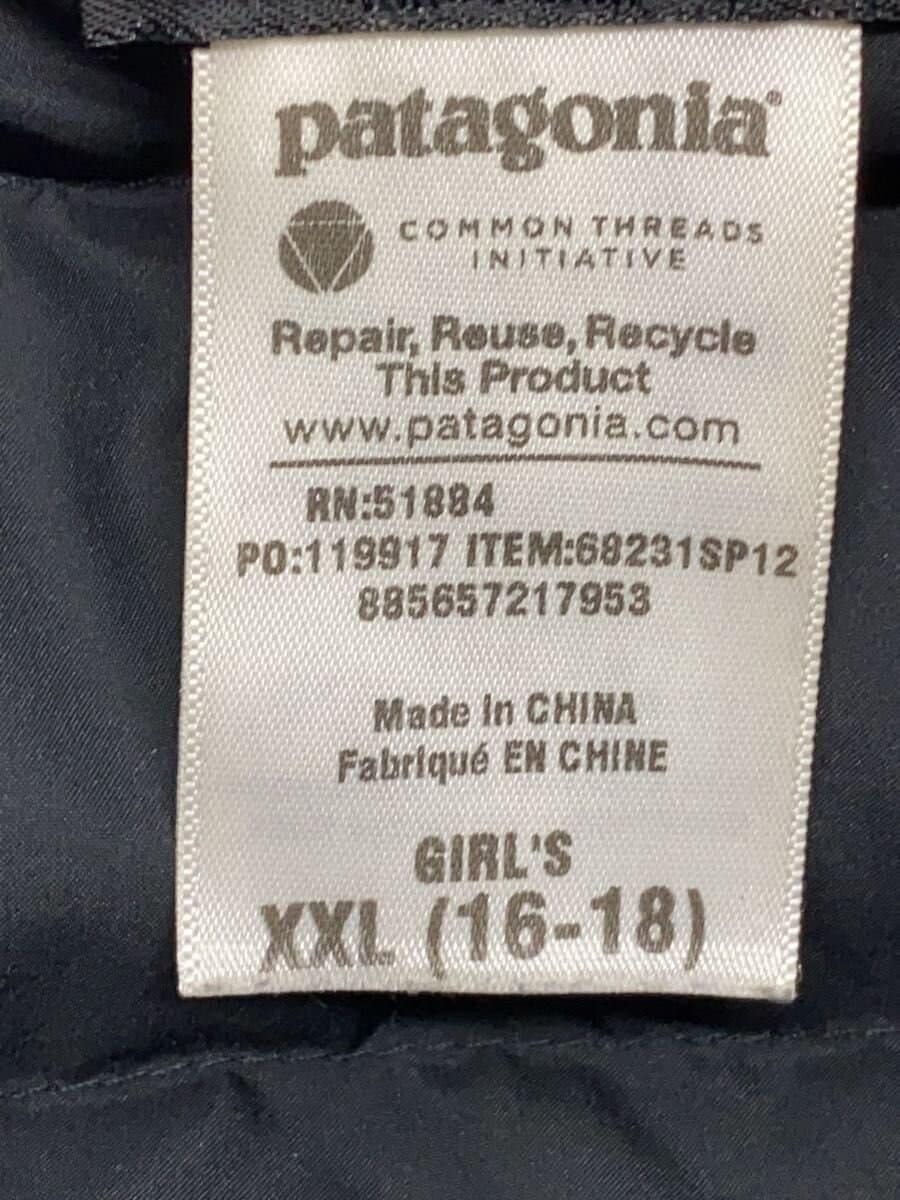 patagonia®
COMMON THREADS
INITIATIVE
Repair, Reuse, Recycle
This Product
www.patagonia.com
RN:51884
PO:119917 ITEM:68231SP12
885657217953
Made in CHINA
Fabriqué EN CHINE
GIRL'S
XXL (16-18)